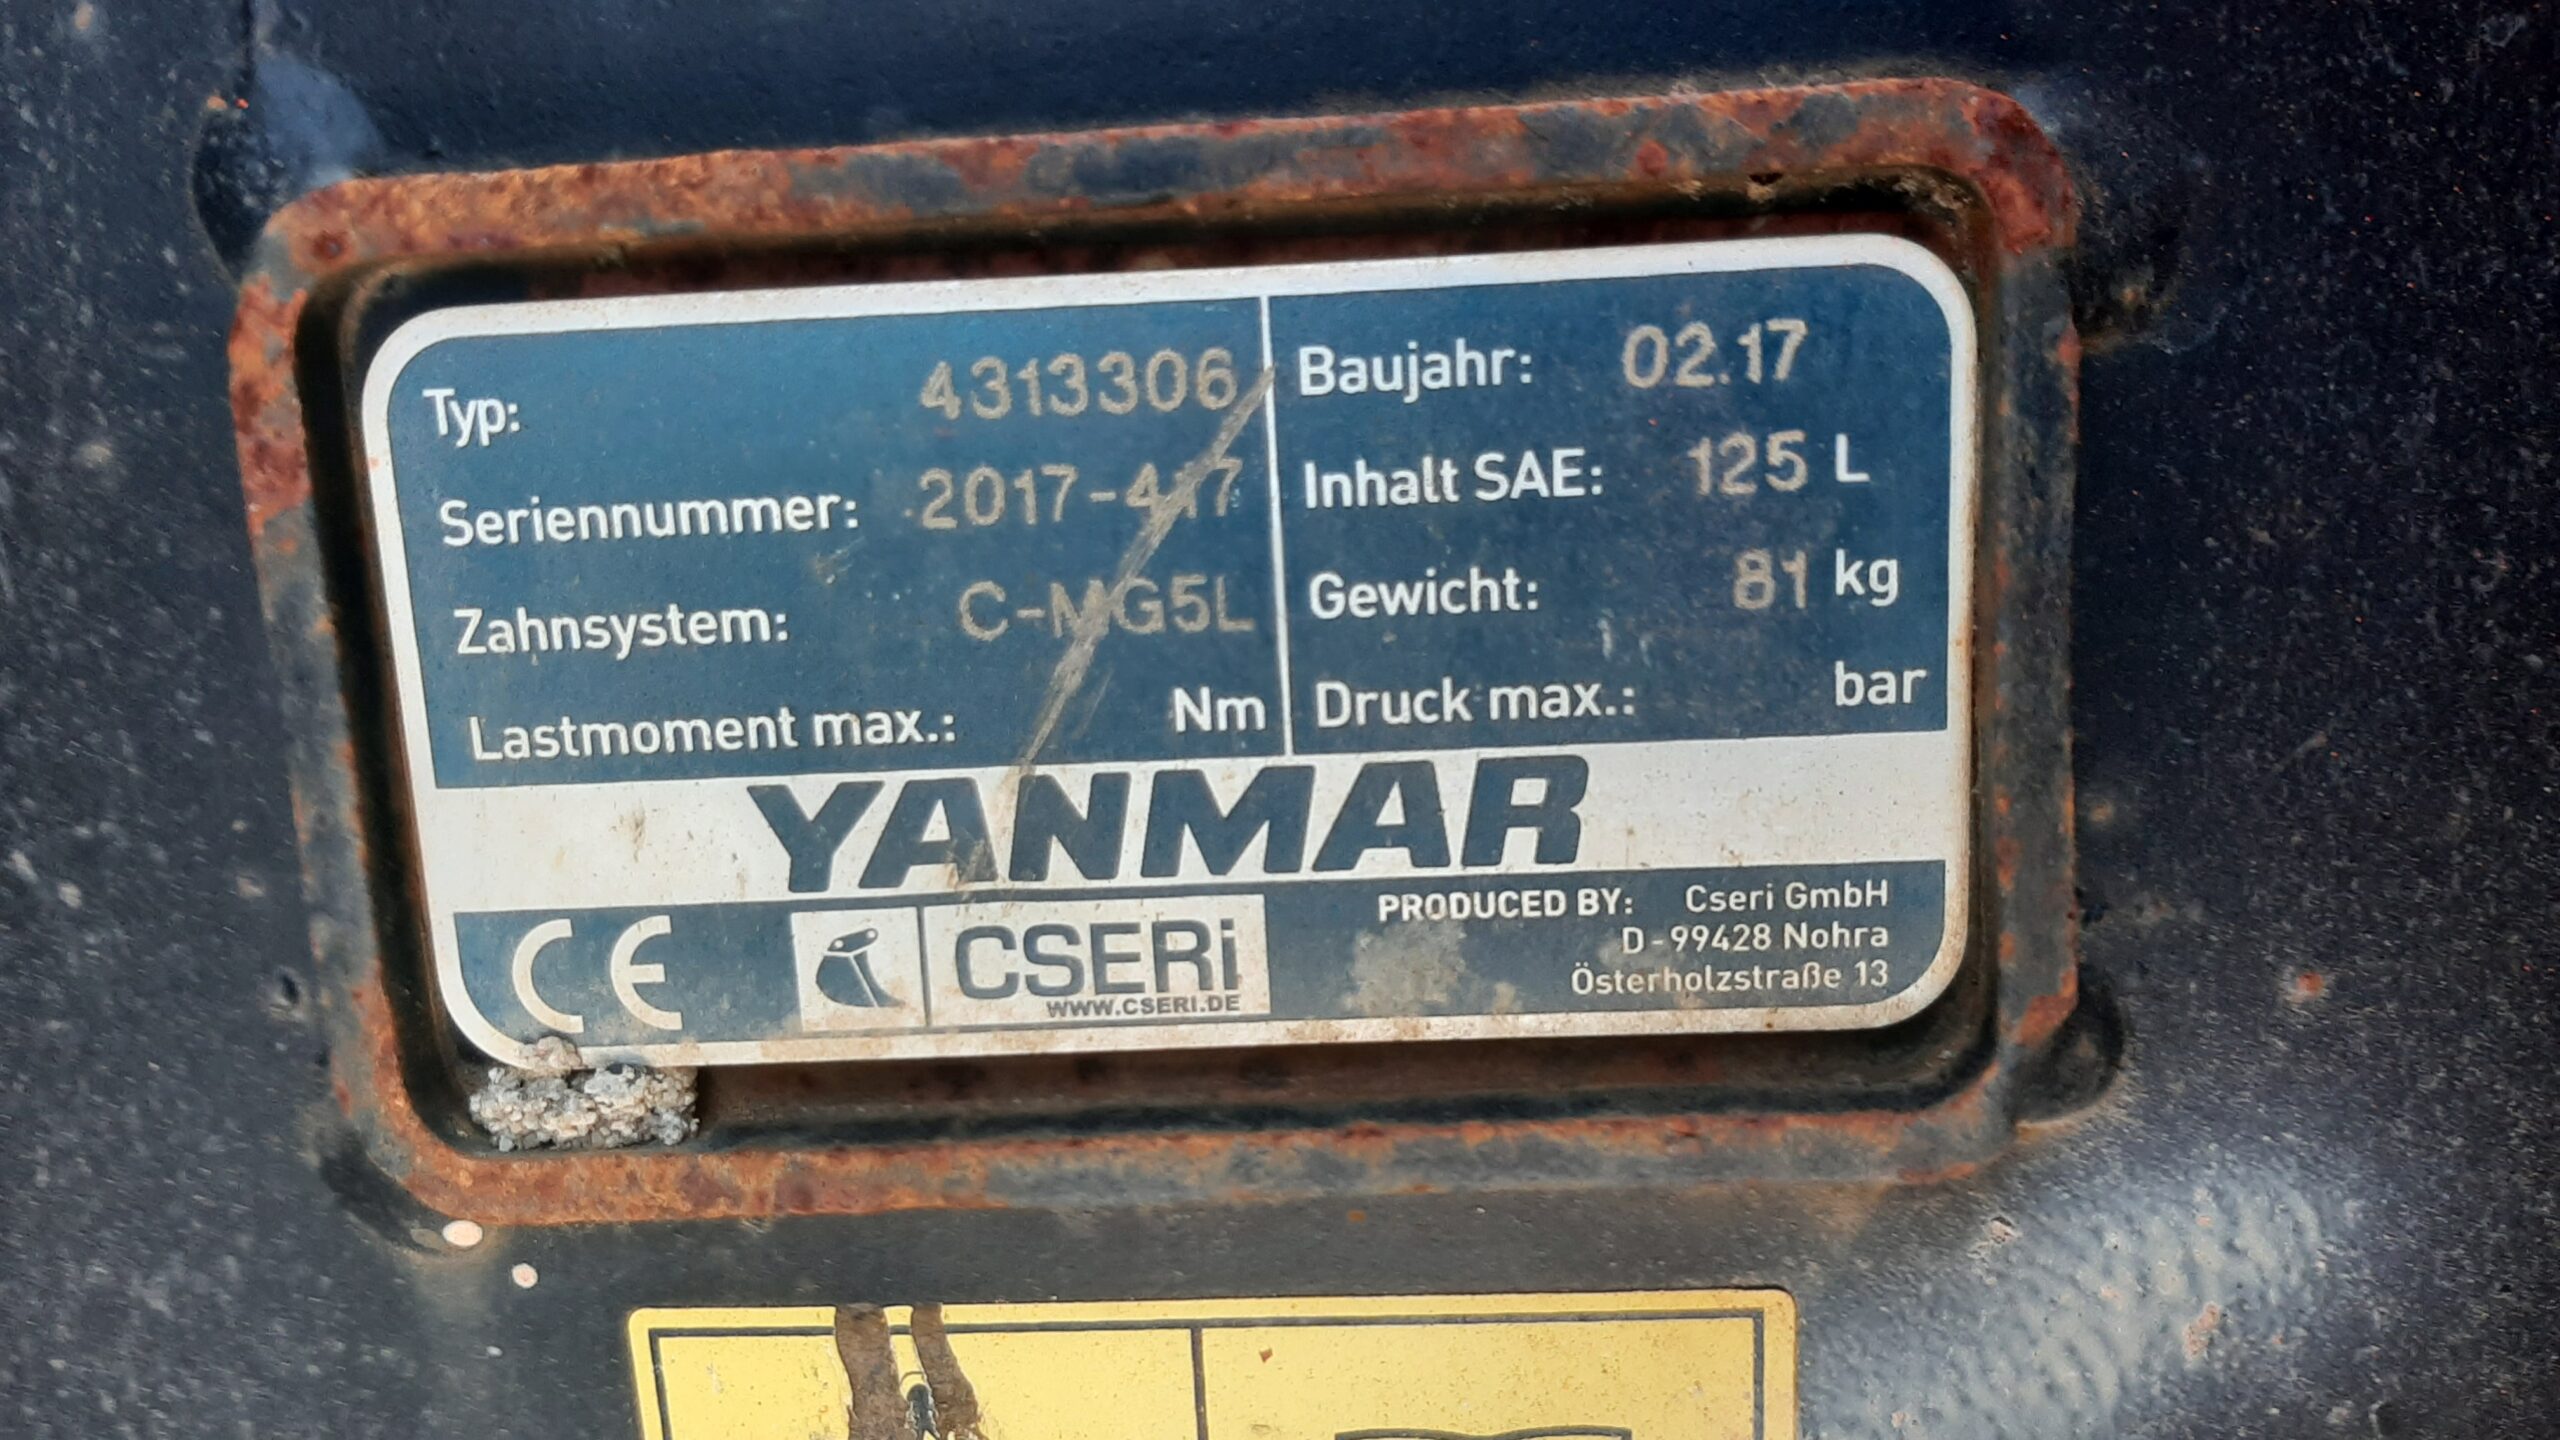 Typ: 4313306
Seriennummer: 2017-417
Zahnsystem: C-MG5L
Lastmoment max.: Nm
Baujahr: 02.17
Inhalt SAE: 125 L
Gewicht: 81 kg
Druck max.: bar
YANMAR
CE
CSERi
WWW.CSERI.DE
PRODUCED BY: Cseri GmbH
D-99428 Nohra
Österholzstraße 13